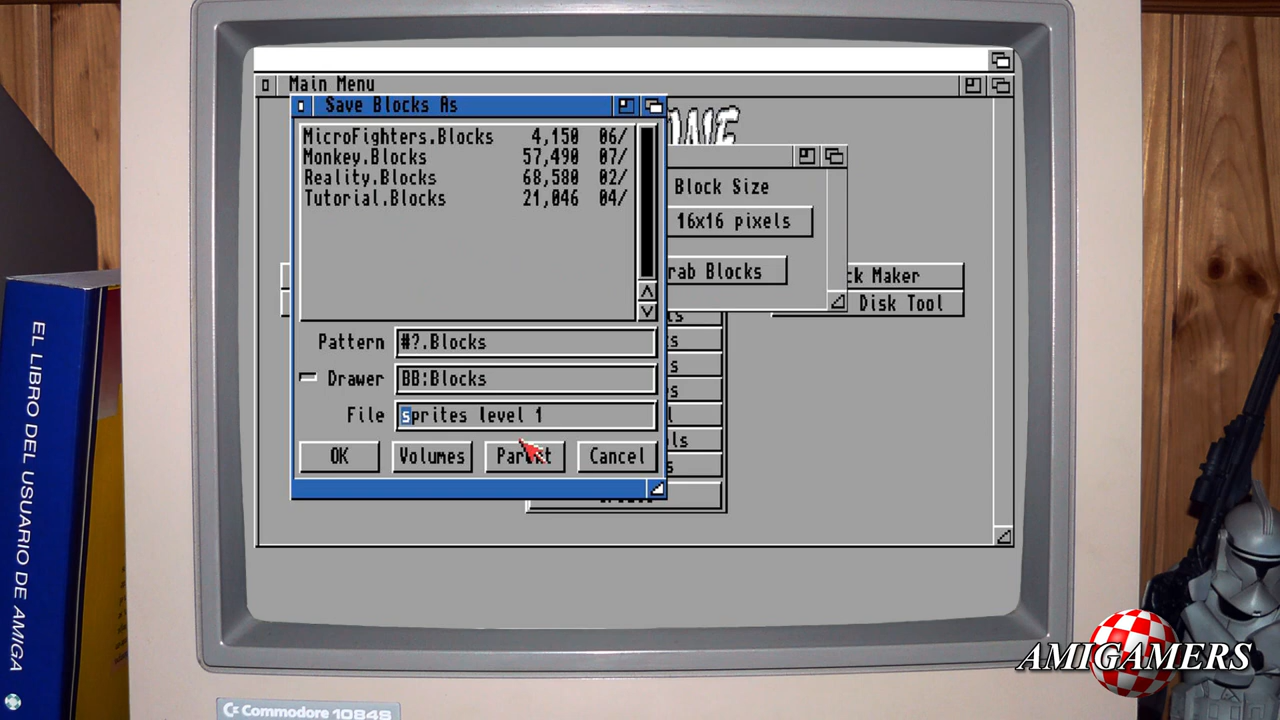 Main Menu
Save Blocks As
MicroFighters.Blocks 4,150 06/
Monkey.Blocks 57,490 07/
Reality.Blocks 68,580 02/
Tutorial.Blocks 21,046 04/
Block Size
16x16 pixels
rab Blocks
ck Maker
Disk Tool
Pattern #?.Blocks
Drawer BB:Blocks
File sprites level 1
OK Volumes Parent Cancel
EL LIBRO DEL USUARIO DE AMIGA
AMIGAMERS
Commodore 1084S